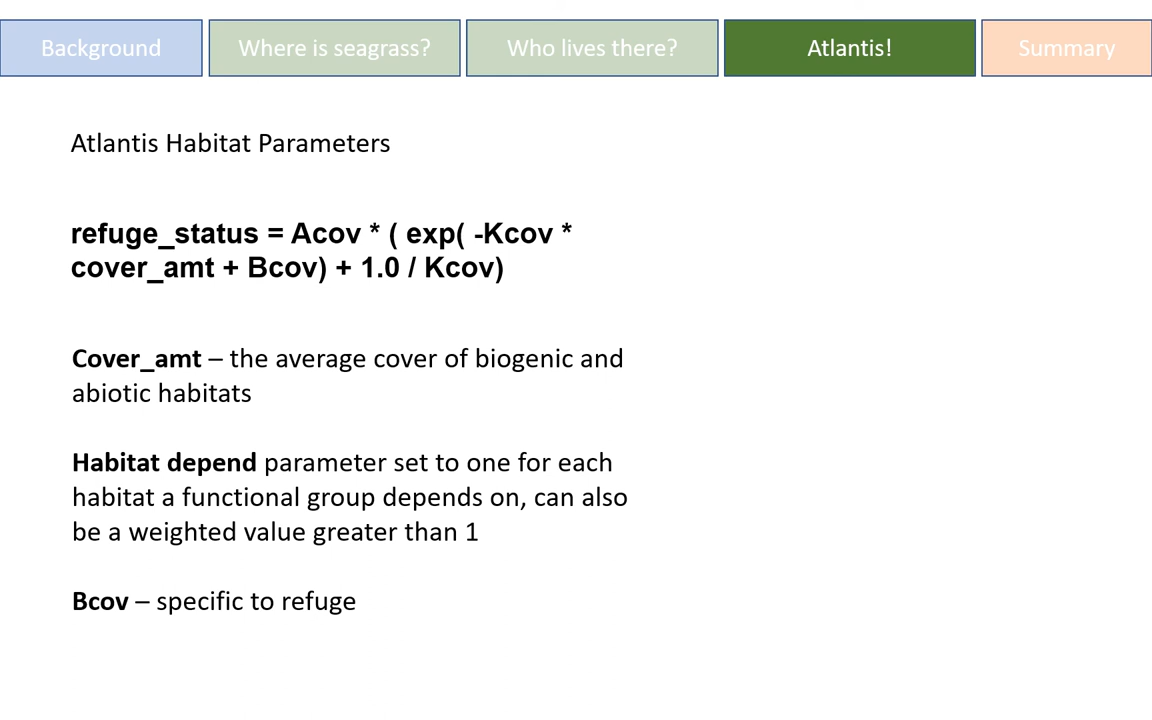 Background
Where is seagrass?
Who lives there?
Atlantis!
Summary
Atlantis Habitat Parameters
refuge_status = Acov * ( exp( -Kcov *
cover_amt + Bcov) + 1.0 / Kcov)
Cover_amt – the average cover of biogenic and
abiotic habitats
Habitat depend parameter set to one for each
habitat a functional group depends on, can also
be a weighted value greater than 1
Bcov – specific to refuge